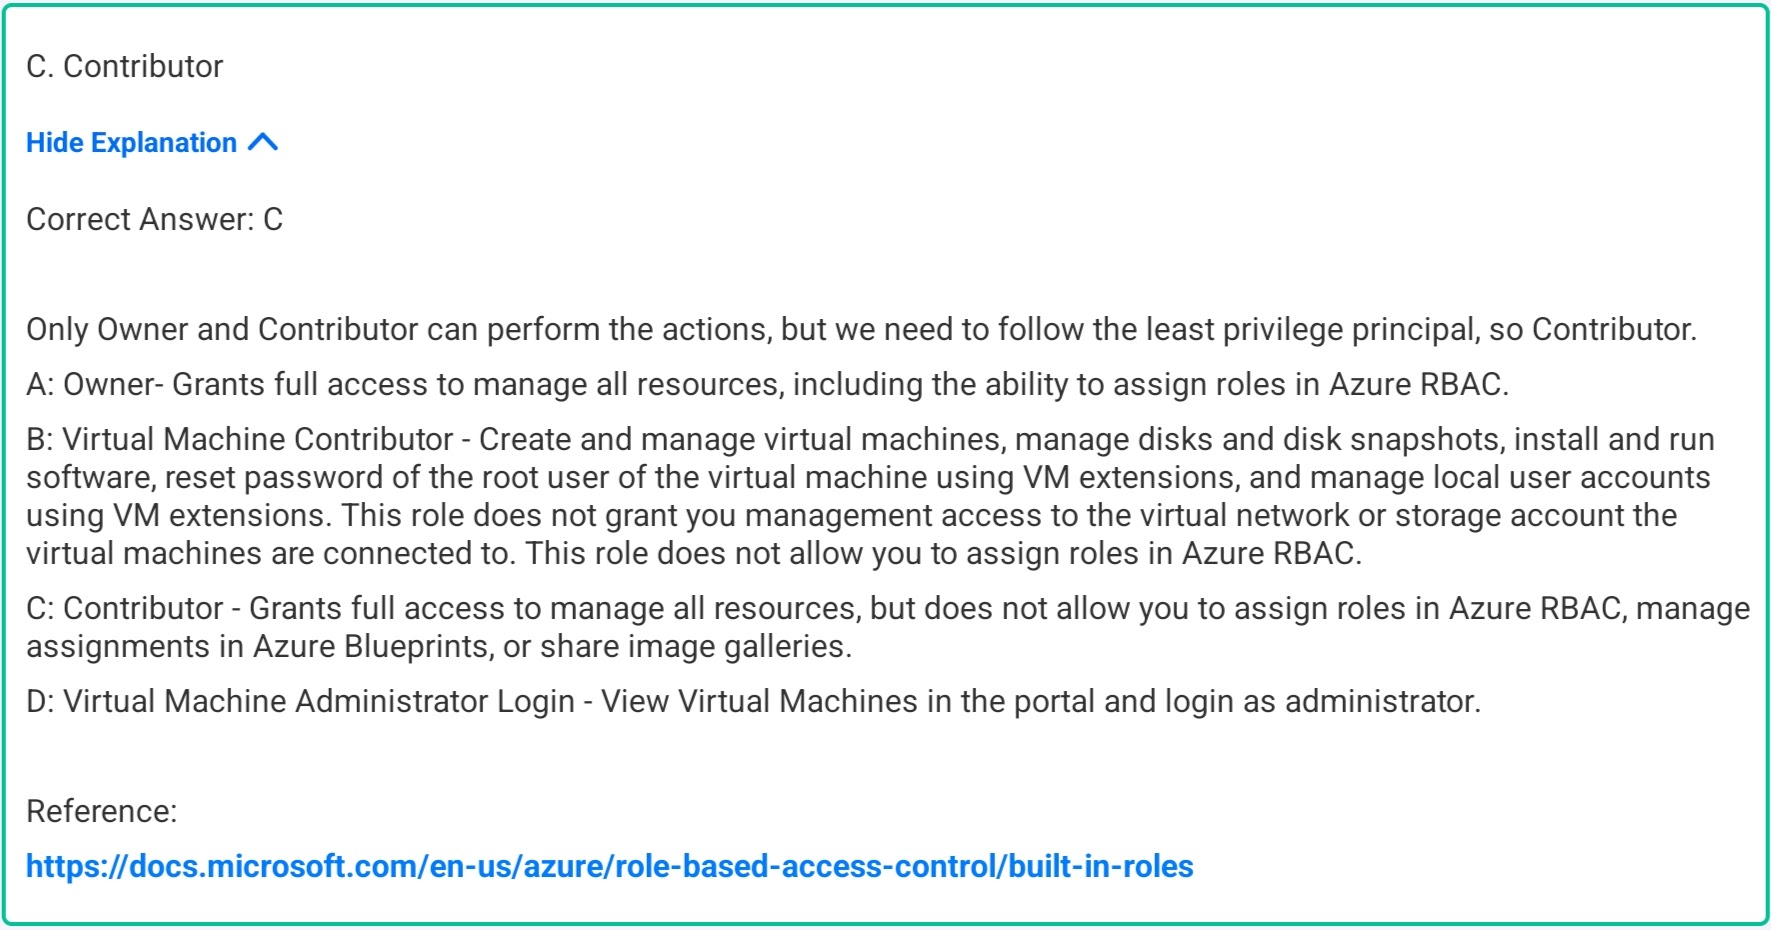 C. Contributor
Hide Explanation
Correct Answer: C
Only Owner and Contributor can perform the actions, but we need to follow the least privilege principal, so Contributor.
A: Owner- Grants full access to manage all resources, including the ability to assign roles in Azure RBAC.
B: Virtual Machine Contributor - Create and manage virtual machines, manage disks and disk snapshots, install and run
software, reset password of the root user of the virtual machine using VM extensions, and manage local user accounts
using VM extensions. This role does not grant you management access to the virtual network or storage account the
virtual machines are connected to. This role does not allow you to assign roles in Azure RBAC.
C: Contributor - Grants full access to manage all resources, but does not allow you to assign roles in Azure RBAC, manage
assignments in Azure Blueprints, or share image galleries.
D: Virtual Machine Administrator Login - View Virtual Machines in the portal and login as administrator.
Reference:
https://docs.microsoft.com/en-us/azure/role-based-access-control/built-in-roles